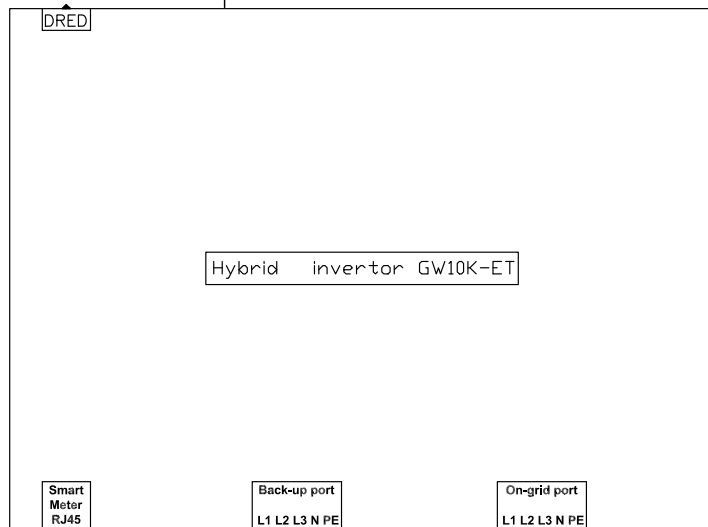 DRED
Hybrid invertor GW10K-ET
Smart
Meter
RJ45
Back-up port
L1 L2 L3 N PE
On-grid port
L1 L2 L3 N PE